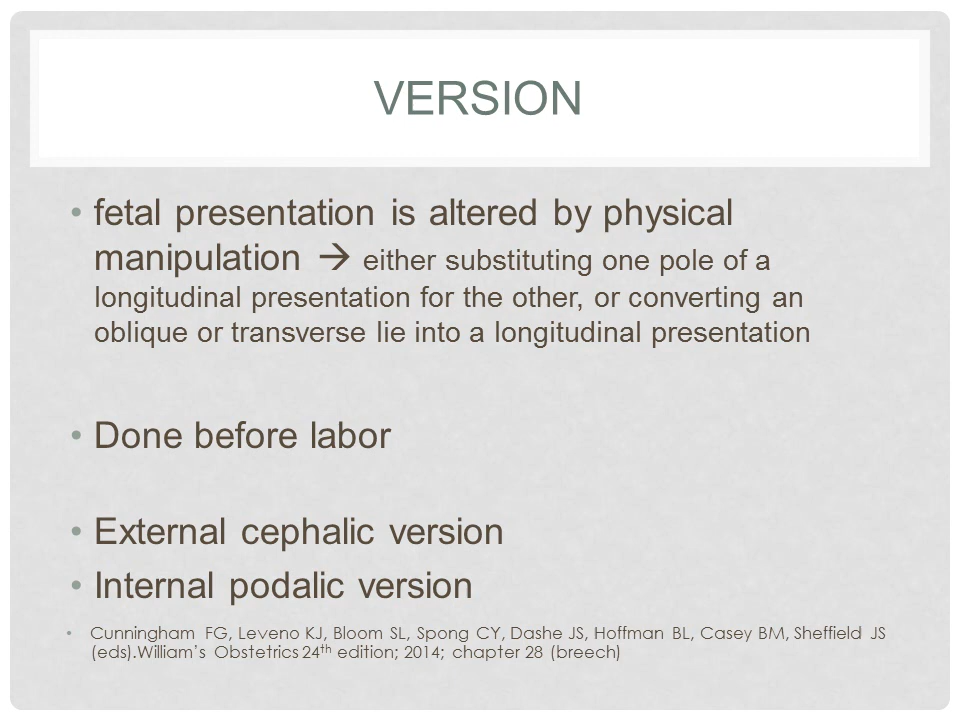 VERSION
• fetal presentation is altered by physical
manipulation → either substituting one pole of a
longitudinal presentation for the other, or converting an
oblique or transverse lie into a longitudinal presentation
• Done before labor
• External cephalic version
• Internal podalic version
• Cunningham FG, Leveno KJ, Bloom SL, Spong CY, Dashe JS, Hoffman BL, Casey BM, Sheffield JS
(eds).William’s Obstetrics 24th edition; 2014; chapter 28 (breech)